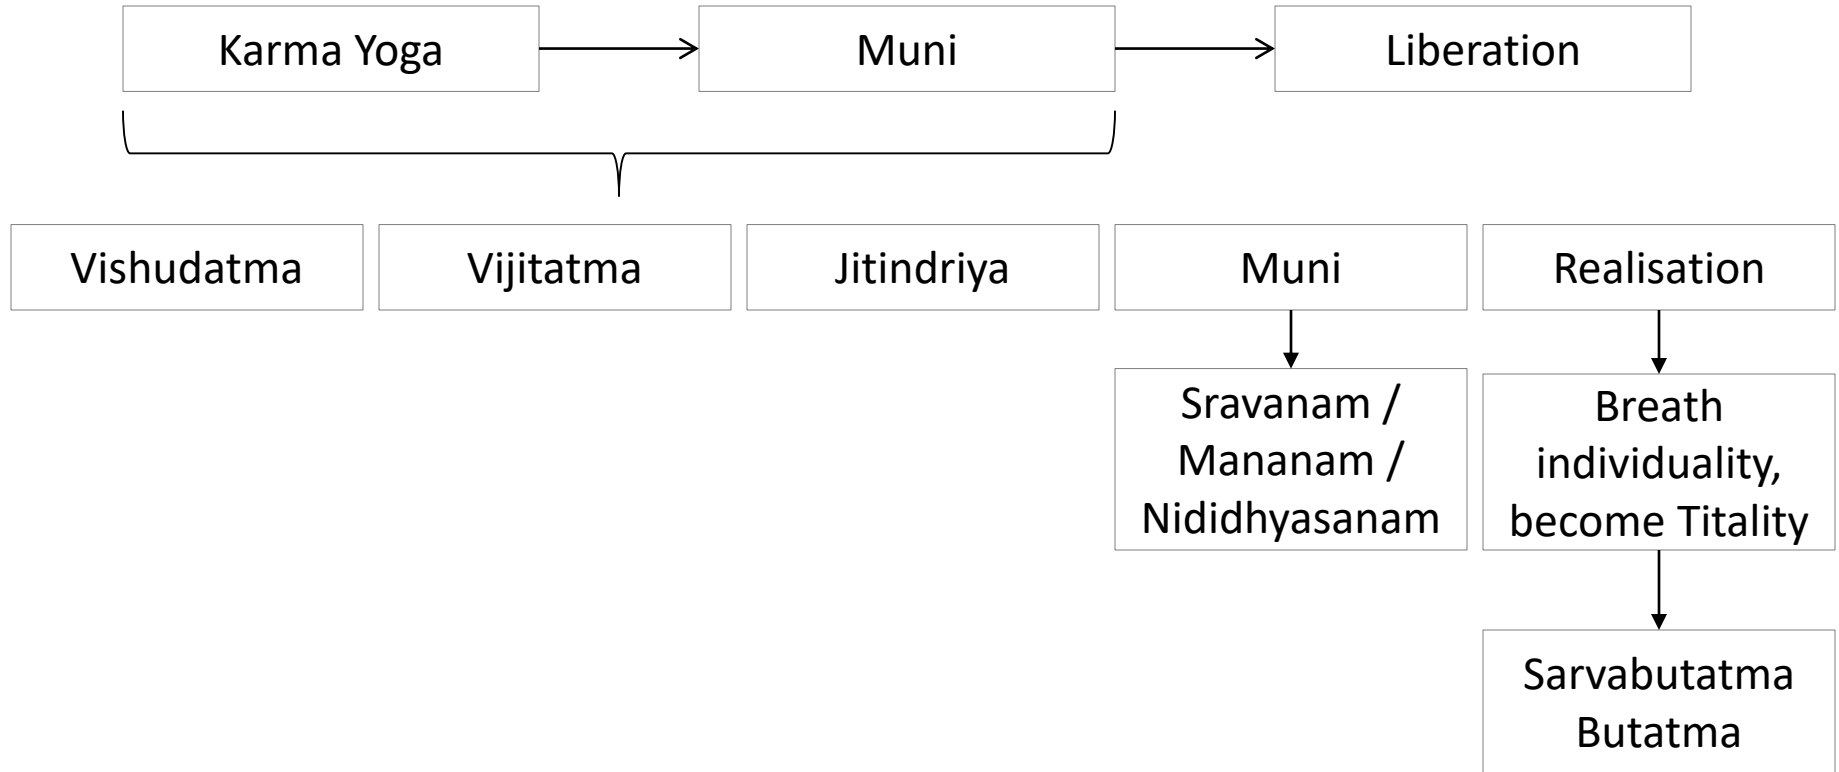 Karma Yoga
Muni
Liberation
Vishudatma
Vijitatma
Jitindriya
Muni
Realisation
Sravanam /
Mananam /
Nididhyasanam
Breath
individuality,
become Titality
Sarvabutatma
Butatma